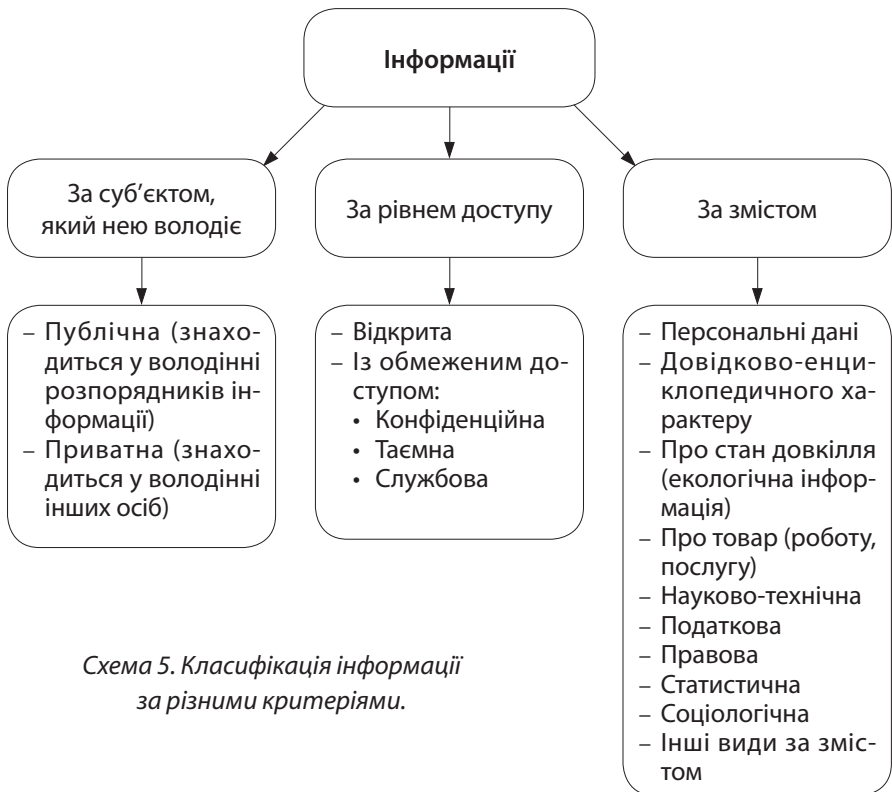 Інформації
За суб’єктом,
який нею володіє
За рівнем доступу
За змістом
– Публічна (знахо-
диться у володінні
розпорядників ін-
формації)
– Приватна (знахо-
диться у володінні
інших осіб)
– Відкрита
– Із обмеженим до-
ступом:
• Конфіденційна
• Таємна
• Службова
– Персональні дані
– Довідково-енци-
клопедичного ха-
рактеру
– Про стан довкілля
(екологічна інфор-
мація)
– Про товар (роботу,
послугу)
– Науково-технічна
– Податкова
– Правова
– Статистична
– Соціологічна
– Інші види за зміс-
том
Схема 5. Класифікація інформації
за різними критеріями.